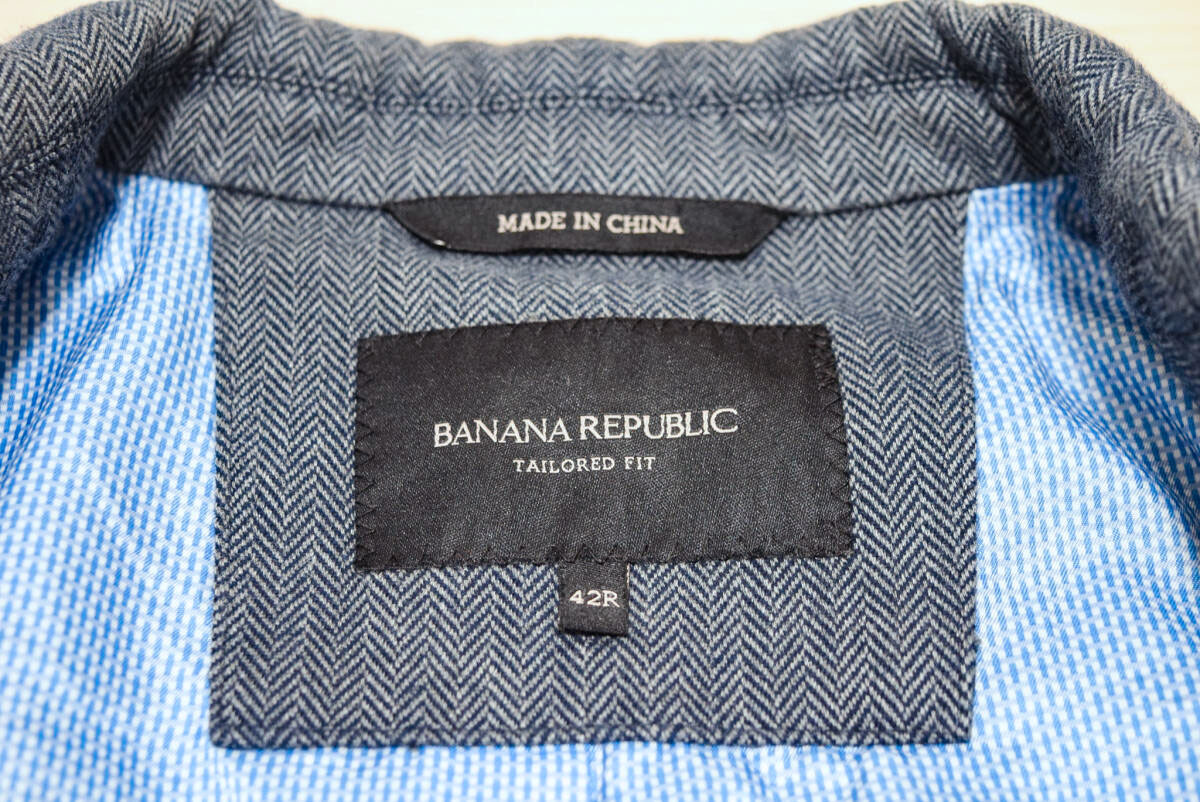 MADE IN CHINA
BANANA REPUBLIC
TAILORED FIT
42R